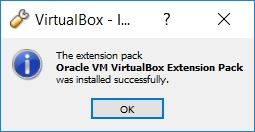 VirtualBox - I... ? ×
The extension pack
Oracle VM VirtualBox Extension Pack
was installed successfully.
OK